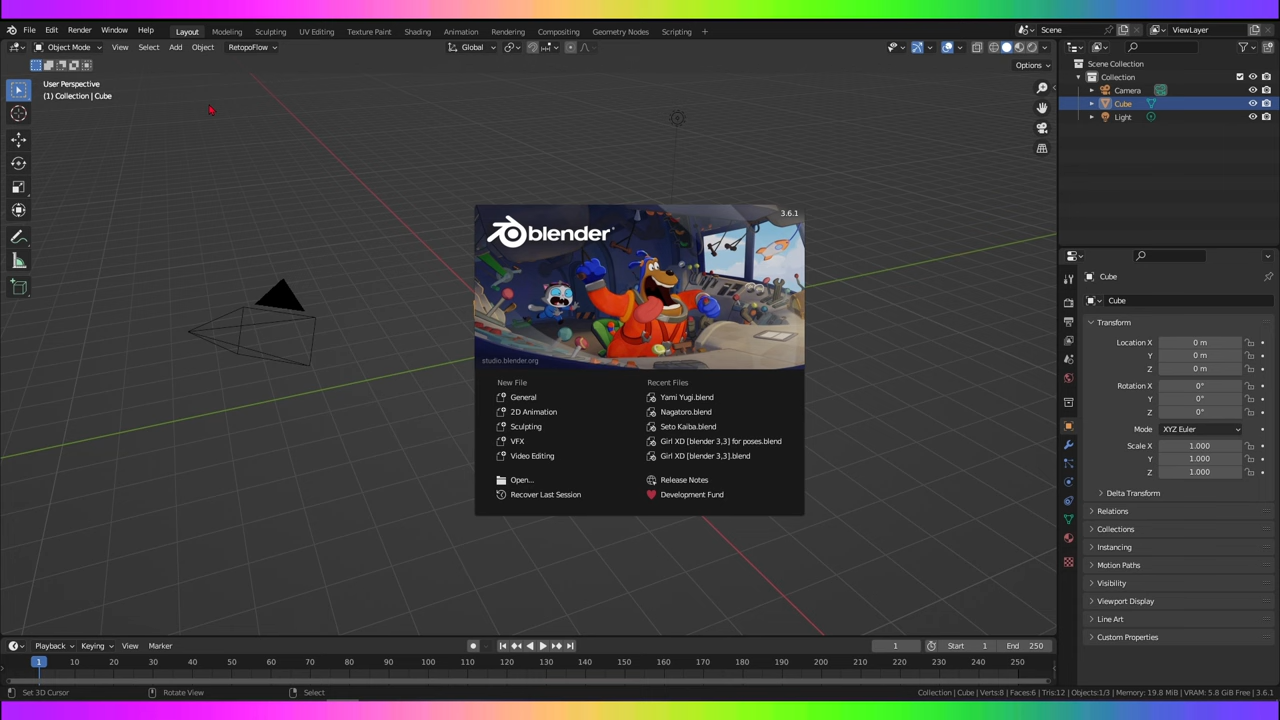 File Edit Render Window Help Layout Modeling Sculpting UV Editing Texture Paint Shading Animation Rendering Compositing Geometry Nodes Scripting + Scene ViewLayer
Object Mode View Select Add Object RetopoFlow Global
Options
User Perspective
(1) Collection | Cube
Scene Collection
Collection
Camera
Cube
Light
3.6.1
blender
studio.blender.org
New File
General
2D Animation
Sculpting
VFX
Video Editing
Open...
Recover Last Session
Recent Files
Yami Yugi.blend
Nagatoro.blend
Seto Kaiba.blend
Girl XD [blender 3,3] for poses.blend
Girl XD [blender 3,3].blend
Release Notes
Development Fund
Cube
Cube
Transform
Location X 0 m
Y 0 m
Z 0 m
Rotation X 0°
Y 0°
Z 0°
Mode XYZ Euler
Scale X 1.000
Y 1.000
Z 1.000
Delta Transform
Relations
Collections
Instancing
Motion Paths
Visibility
Viewport Display
Line Art
Custom Properties
Playback Keying View Marker 1 Start 1 End 250
1 10 20 30 40 50 60 70 80 90 100 110 120 130 140 150 160 170 180 190 200 210 220 230 240 250
Set 3D Cursor Rotate View Select Collection | Cube | Verts:8 | Faces:6 | Tris:12 | Objects:1/3 | Memory: 19.8 MiB | VRAM: 5.8 GiB Free | 3.6.1